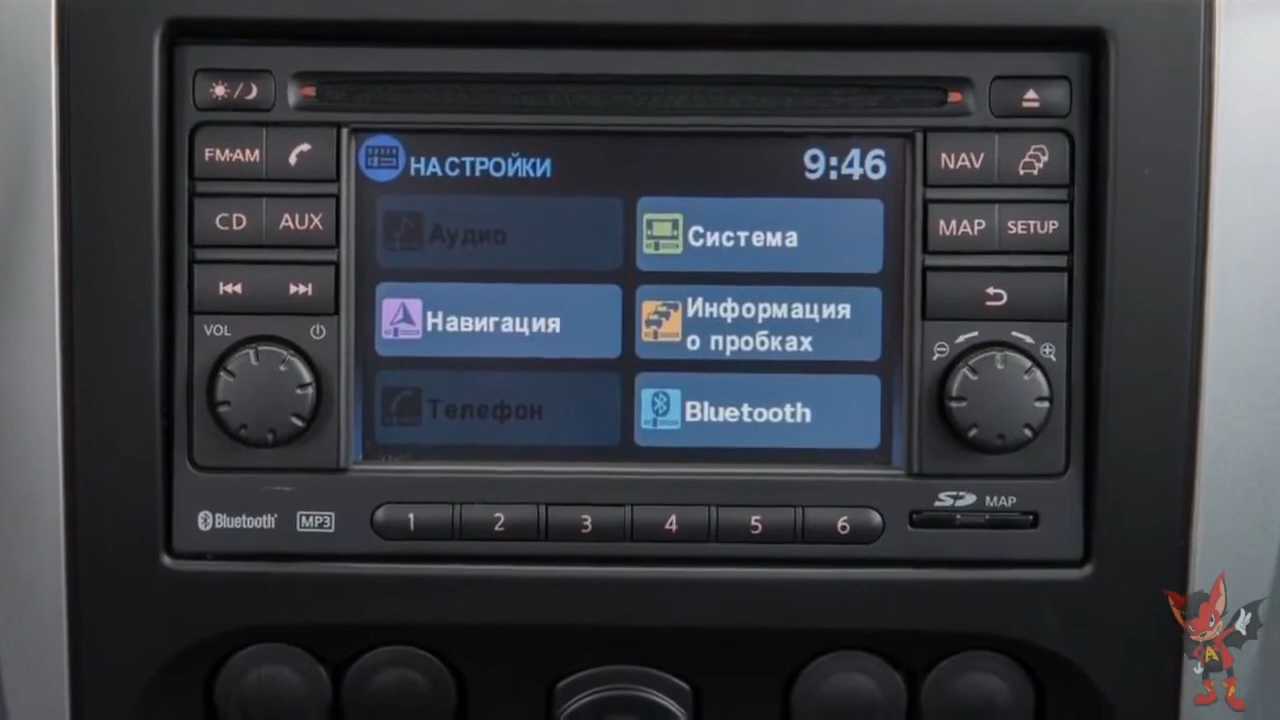 FM·AM
CD AUX
VOL
НАСТРОЙКИ 9:46
Аудио Система
Навигация Информация
о пробках
Телефон Bluetooth
NAV
MAP SETUP
Bluetooth MP3
1 2 3 4 5 6
SD MAP
A